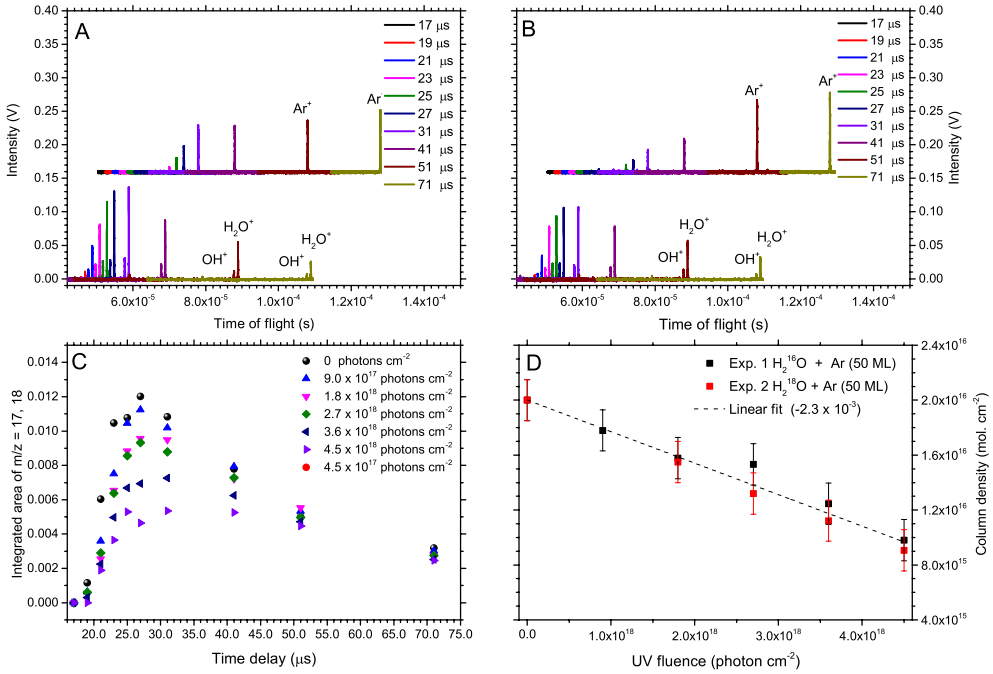 A
0.40
0.35
0.30
0.25
0.20
0.15
0.10
0.05
0.00
Intensity (V)
17 µs
19 µs
21 µs
23 µs
25 µs
27 µs
31 µs
41 µs
51 µs
71 µs
Ar⁺
Ar
H₂O⁺
H₂O⁺
OH⁺
OH⁺
6.0x10⁻⁵ 8.0x10⁻⁵ 1.0x10⁻⁴ 1.2x10⁻⁴ 1.4x10⁻⁴
Time of flight (s)
B
17 µs
19 µs
21 µs
23 µs
25 µs
27 µs
31 µs
41 µs
51 µs
71 µs
Ar⁺
Ar⁺
H₂O⁺
H₂O⁺
OH⁺
OH⁺
0.40
0.35
0.30
0.25
0.20
0.15
0.10
0.05
0.00
Intensity (V)
6.0x10⁻⁵ 8.0x10⁻⁵ 1.0x10⁻⁴ 1.2x10⁻⁴ 1.4x10⁻⁴
Time of flight (s)
C
0.014
0.012
0.010
0.008
0.006
0.004
0.002
0.000
Integrated area of m/z = 17, 18
0 photons cm⁻²
9.0 x 10¹⁷ photons cm⁻²
1.8 x 10¹⁸ photons cm⁻²
2.7 x 10¹⁸ photons cm⁻²
3.6 x 10¹⁸ photons cm⁻²
4.5 x 10¹⁸ photons cm⁻²
4.5 x 10¹⁷ photons cm⁻²
20.0 25.0 30.0 35.0 40.0 45.0 50.0 55.0 60.0 65.0 70.0 75.0
Time delay (µs)
D
Exp. 1 H₂¹⁶O + Ar (50 ML)
Exp. 2 H₂¹⁸O + Ar (50 ML)
Linear fit (-2.3 x 10⁻³)
2.4x10¹⁶
2.0x10¹⁶
1.6x10¹⁶
1.2x10¹⁶
8.0x10¹⁵
4.0x10¹⁵
Column density (mol. cm⁻²)
0.0 1.0x10¹⁸ 2.0x10¹⁸ 3.0x10¹⁸ 4.0x10¹⁸
UV fluence (photon cm⁻²)